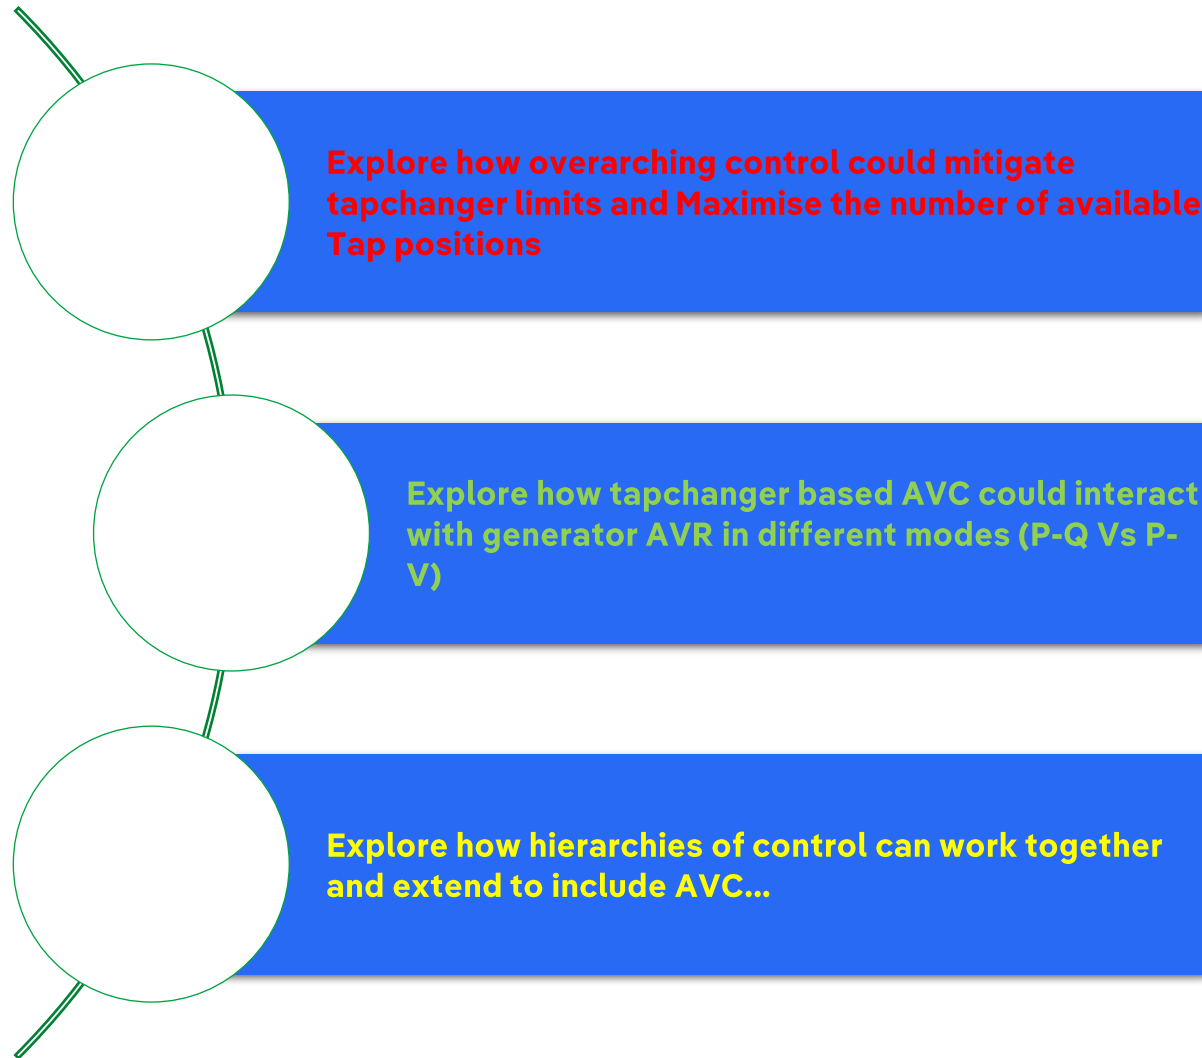 Explore how overarching control could mitigate
tapchanger limits and Maximise the number of available
Tap positions
Explore how tapchanger based AVC could interact
with generator AVR in different modes (P-Q Vs P-
V)
Explore how hierarchies of control can work together
and extend to include AVC...